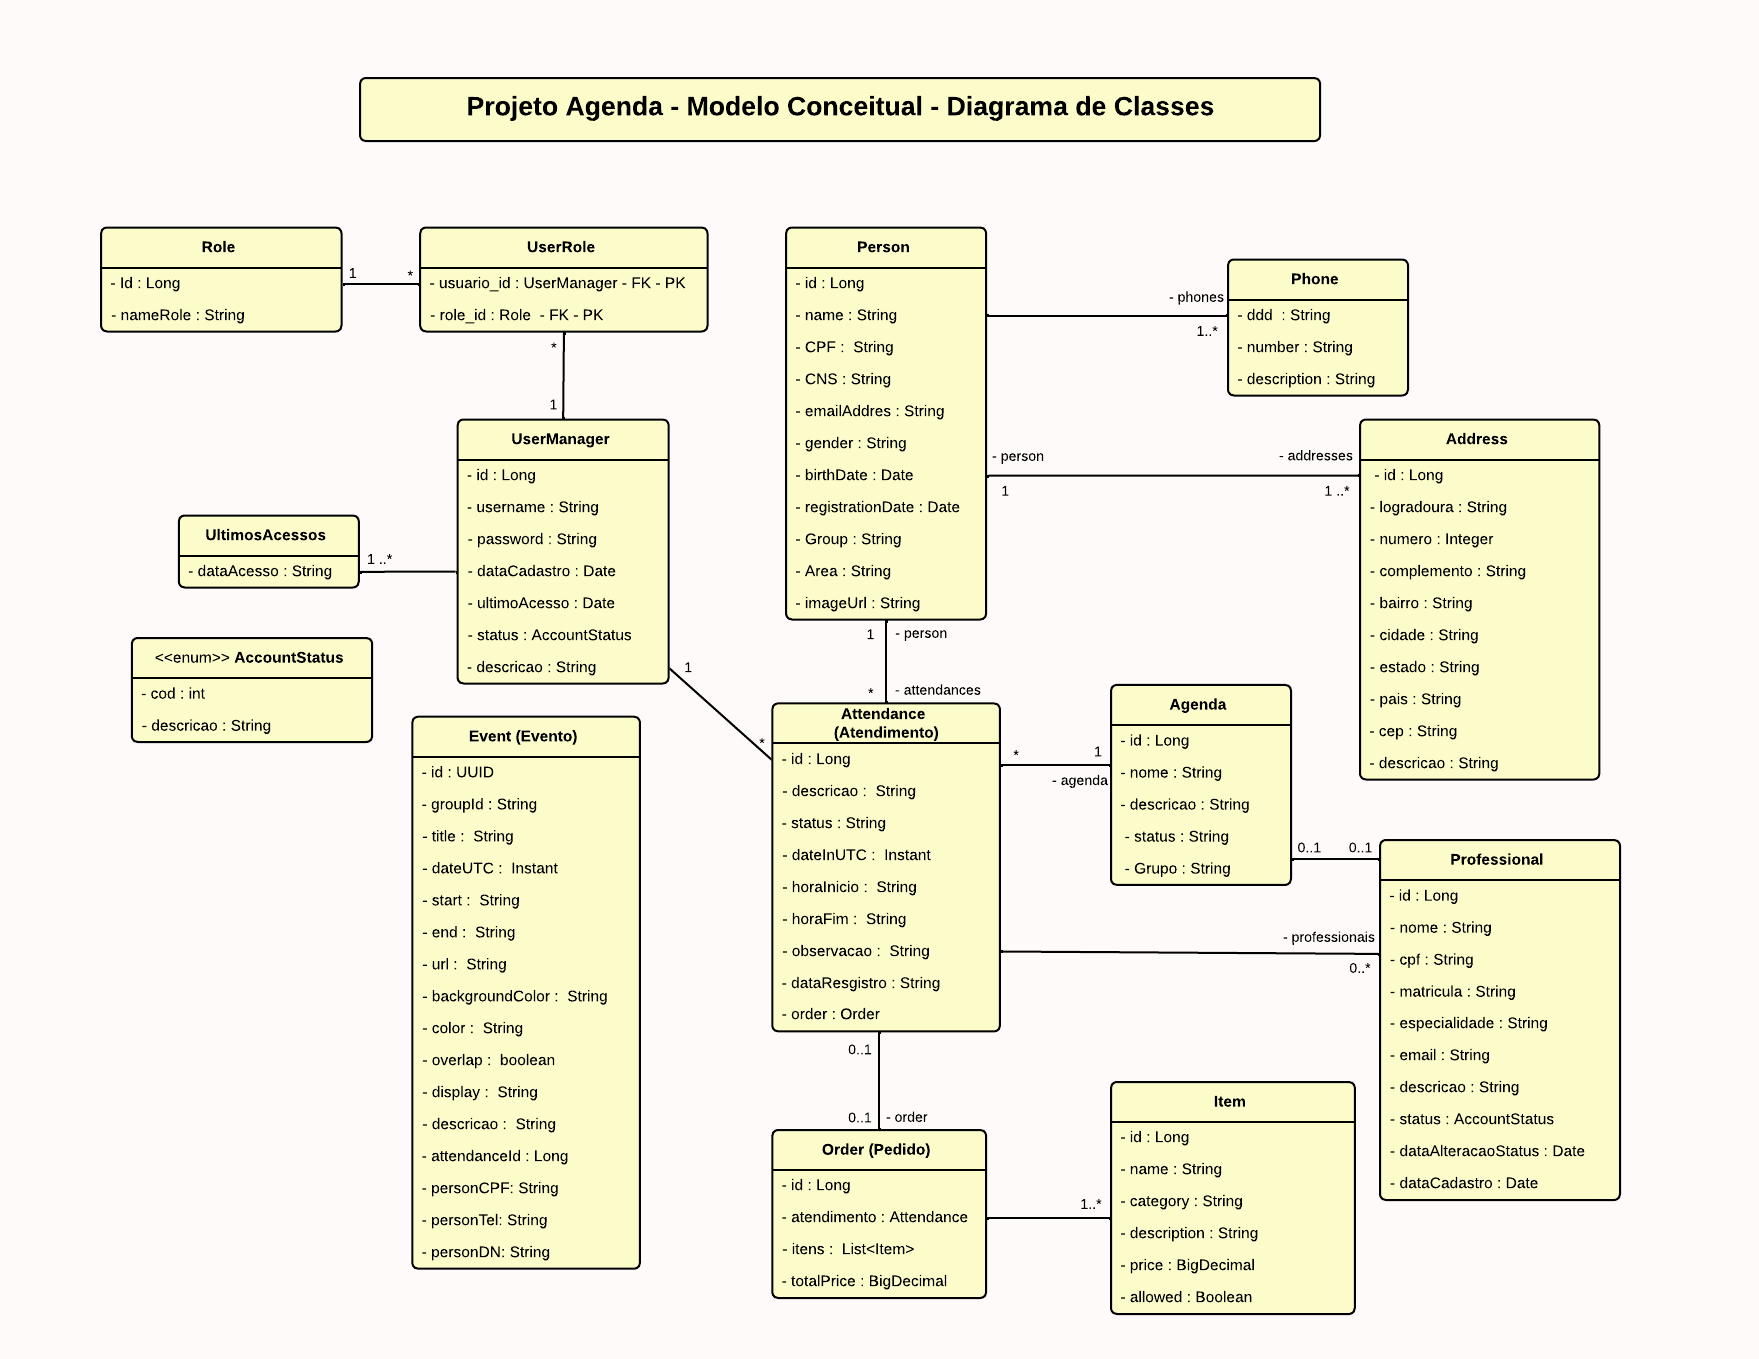 Projeto Agenda - Modelo Conceitual - Diagrama de Classes
Role
- Id : Long
- nameRole : String
1
*
UserRole
- usuario_id : UserManager - FK - PK
- role_id : Role  - FK - PK
*
1
UserManager
- id : Long
- username : String
- password : String
- dataCadastro : Date
- ultimoAcesso : Date
- status : AccountStatus
- descricao : String
UltimosAcessos
- dataAcesso : String
1 ..*
<<enum>> AccountStatus
- cod : int
- descricao : String
1
*
Event (Evento)
- id : UUID
- groupId : String
- title :  String
- dateUTC :  Instant
- start :  String
- end :  String
- url :  String
- backgroundColor :  String
- color :  String
- overlap :  boolean
- display :  String
- descricao :  String
- attendanceId : Long
- personCPF: String
- personTel: String
- personDN: String
Person
- id : Long
- name : String
- CPF :  String
- CNS : String
- emailAddres : String
- gender : String
- birthDate : Date
- registrationDate : Date
- Group : String
- Area : String
- imageUrl : String
- phones
1..*
Phone
- ddd  : String
- number : String
- description : String
- person
1
- addresses
1 ..*
Address
- id : Long
- logradoura : String
- numero : Integer
- complemento : String
- bairro : String
- cidade : String
- estado : String
- pais : String
- cep : String
- descricao : String
1
- person
*
- attendances
Attendance
(Atendimento)
- id : Long
- descricao :  String
- status : String
- dateInUTC :  Instant
- horaInicio :  String
- horaFim :  String
- observacao :  String
- dataResgistro : String
- order : Order
*
1
- agenda
Agenda
- id : Long
- nome : String
- descricao : String
- status : String
- Grupo : String
0..1
0..1
- professionais
0..*
Professional
- id : Long
- nome : String
- cpf : String
- matricula : String
- especialidade : String
- email : String
- descricao : String
- status : AccountStatus
- dataAlteracaoStatus : Date
- dataCadastro : Date
0..1
0..1
- order
Order (Pedido)
- id : Long
- atendimento : Attendance
- itens :  List<Item>
- totalPrice : BigDecimal
1..*
Item
- id : Long
- name : String
- category : String
- description : String
- price : BigDecimal
- allowed : Boolean